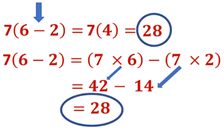 7(6 − 2) = 7(4) = 28
7(6 − 2) = (7 × 6) − (7 × 2)
= 42 − 14
= 28